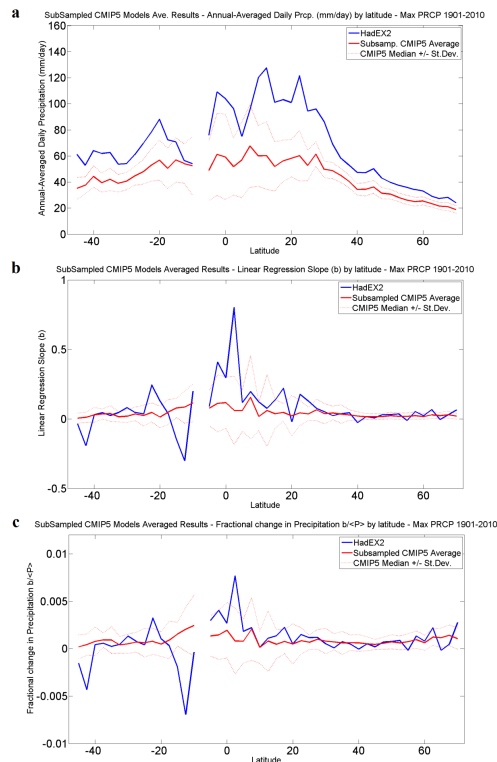 a
SubSampled CMIP5 Models Ave. Results - Annual-Averaged Daily Prcp. (mm/day) by latitude - Max PRCP 1901-2010
Annual-Averaged Daily Precipitation (mm/day)
160
140
120
100
80
60
40
20
0
HadEX2
Subsamp. CMIP5 Average
CMIP5 Median +/- St.Dev.
-40 -20 0 20 40 60
Latitude
b
SubSampled CMIP5 Models Averaged Results - Linear Regression Slope (b) by latitude - Max PRCP 1901-2010
Linear Regression Slope (b)
1
0.5
0
-0.5
HadEX2
Subsampled CMIP5 Average
CMIP5 Median +/- St.Dev.
-40 -20 0 20 40 60
Latitude
c
SubSampled CMIP5 Models Averaged Results - Fractional change in Precipitation b/<P> by latitude - Max PRCP 1901-2010
Fractional change in Precipitation b/<P>
0.01
0.005
0
-0.005
-0.01
HadEX2
Subsampled CMIP5 Average
CMIP5 Median +/- St.Dev.
-40 -20 0 20 40 60
Latitude